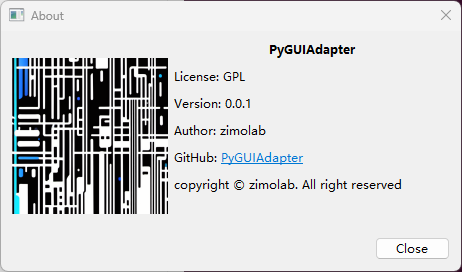 About
PyGUIAdapter
License: GPL
Version: 0.0.1
Author: zimolab
GitHub: PyGUIAdapter
copyright © zimolab. All right reserved
Close